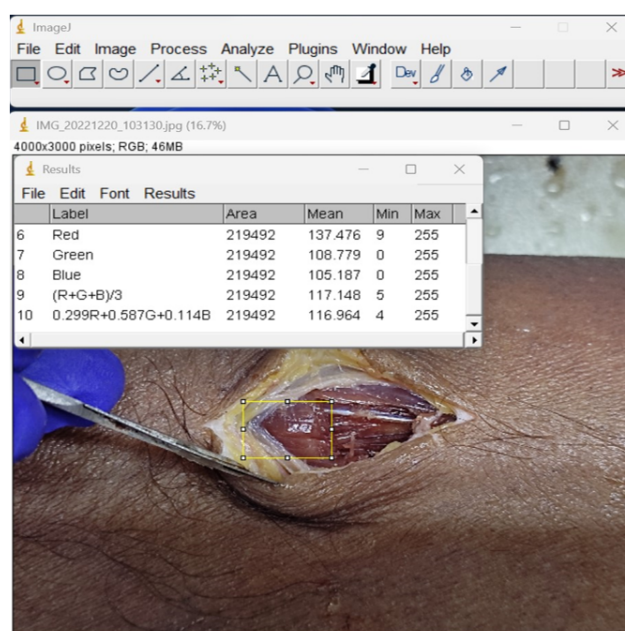 ImageJ
File Edit Image Process Analyze Plugins Window Help
A Dev
IMG_20221220_103130.jpg (16.7%)
4000x3000 pixels; RGB; 46MB
Results
File Edit Font Results
Label Area Mean Min Max
6 Red 219492 137.476 9 255
7 Green 219492 108.779 0 255
8 Blue 219492 105.187 0 255
9 (R+G+B)/3 219492 117.148 5 255
10 0.299R+0.587G+0.114B 219492 116.964 4 255